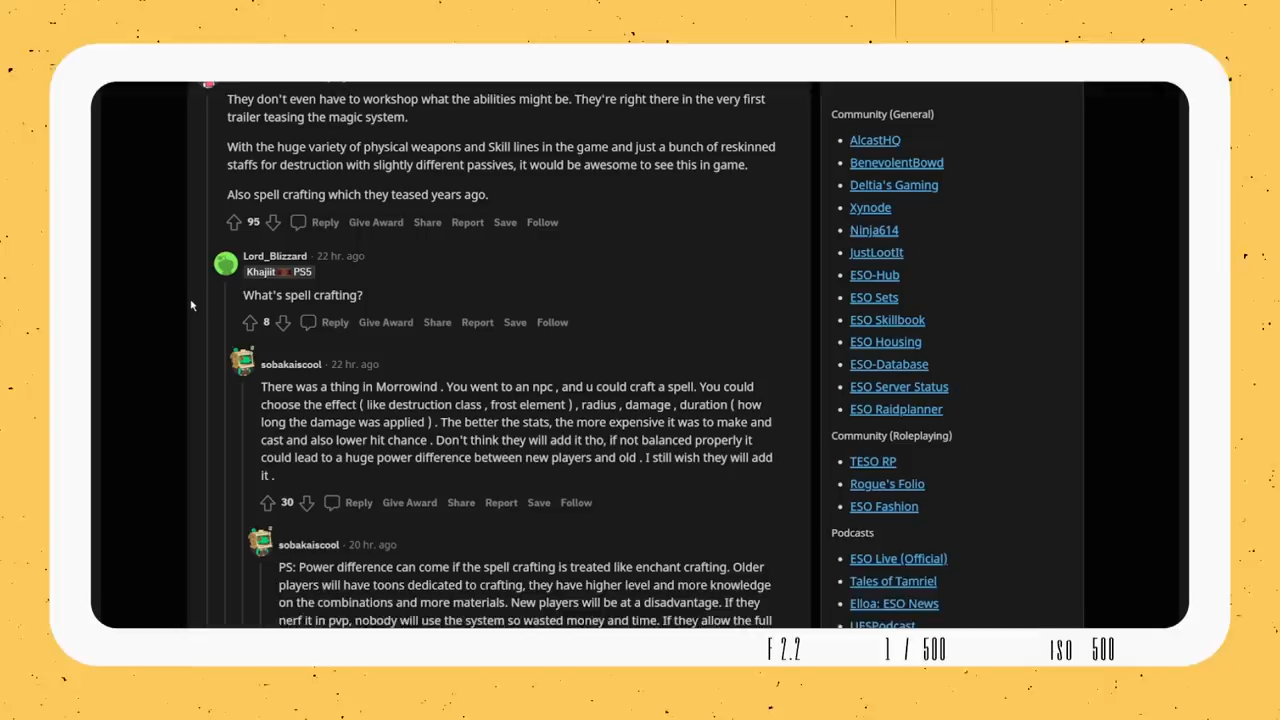 They don't even have to workshop what the abilities might be. They're right there in the very first
trailer teasing the magic system.
With the huge variety of physical weapons and Skill lines in the game and just a bunch of reskinned
staffs for destruction with slightly different passives, it would be awesome to see this in game.
Also spell crafting which they teased years ago.
95 Reply Give Award Share Report Save Follow
Lord_Blizzard · 22 hr. ago
Khajiit PS5
What's spell crafting?
8 Reply Give Award Share Report Save Follow
sobakaiscool · 22 hr. ago
There was a thing in Morrowind . You went to an npc , and u could craft a spell. You could
choose the effect ( like destruction class , frost element ) , radius , damage , duration ( how
long the damage was applied ) . The better the stats, the more expensive it was to make and
cast and also lower hit chance . Don't think they will add it tho, if not balanced properly it
could lead to a huge power difference between new players and old . I still wish they will add
it .
30 Reply Give Award Share Report Save Follow
sobakaiscool · 20 hr. ago
PS: Power difference can come if the spell crafting is treated like enchant crafting. Older
players will have toons dedicated to crafting, they have higher level and more knowledge
on the combinations and more materials. New players will be at a disadvantage. If they
nerf it in pvp, nobody will use the system so wasted money and time. If they allow the full
Community (General)
AlcastHQ
BenevolentBowd
Deltia's Gaming
Xynode
Ninja614
JustLootIt
ESO-Hub
ESO Sets
ESO Skillbook
ESO Housing
ESO-Database
ESO Server Status
ESO Raidplanner
Community (Roleplaying)
TESO RP
Rogue's Folio
ESO Fashion
Podcasts
ESO Live (Official)
Tales of Tamriel
Elloa: ESO News
UESPodcast
F 2.2 1 / 500 ISO 500